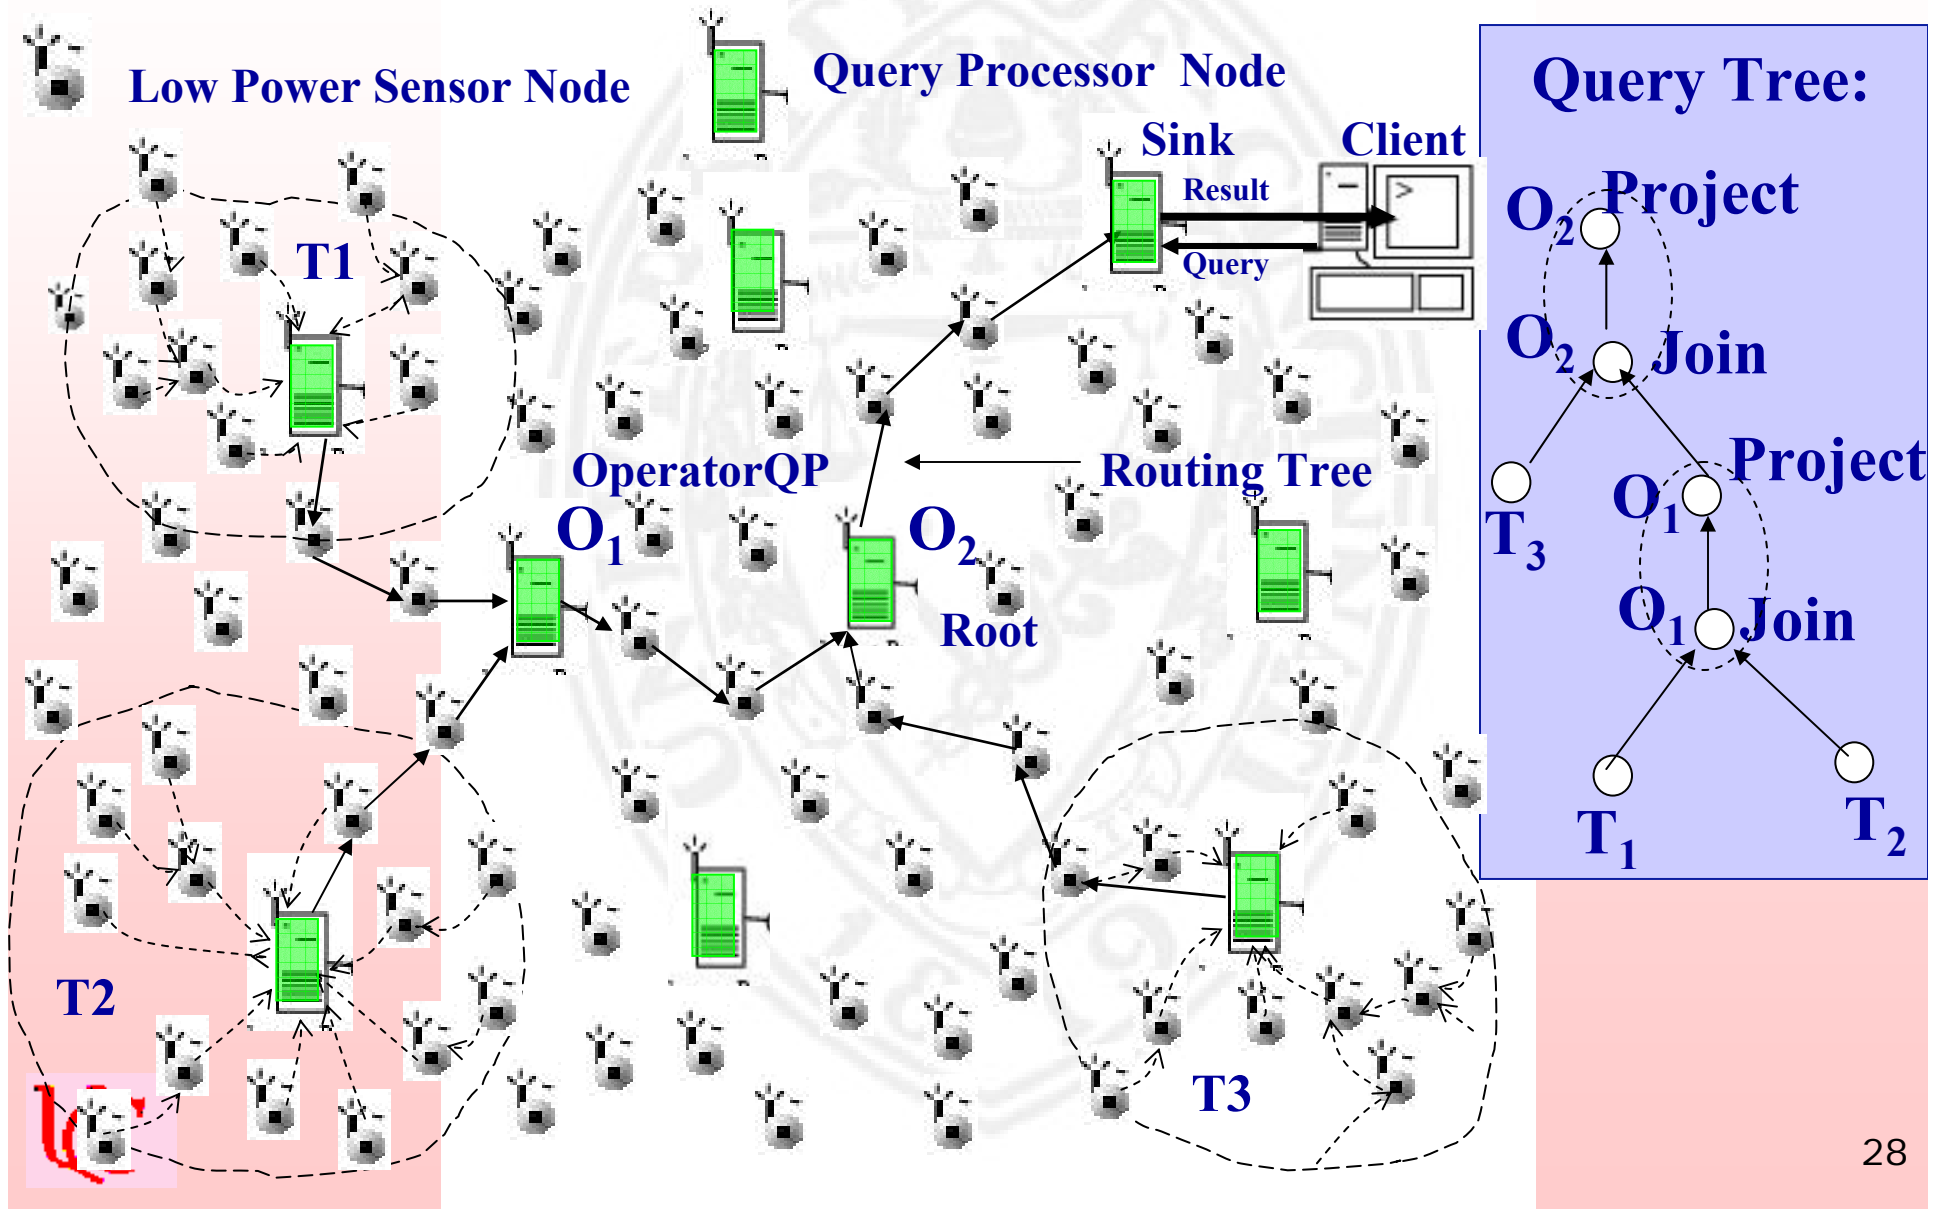 Low Power Sensor Node
Query Processor Node
Sink
Client
Result
Query
T1
OperatorQP
Routing Tree
O1
O2
Root
T2
T3
Query Tree:
O2 Project
O2 Join
Project
O1
T3
O1 Join
T1
T2
28